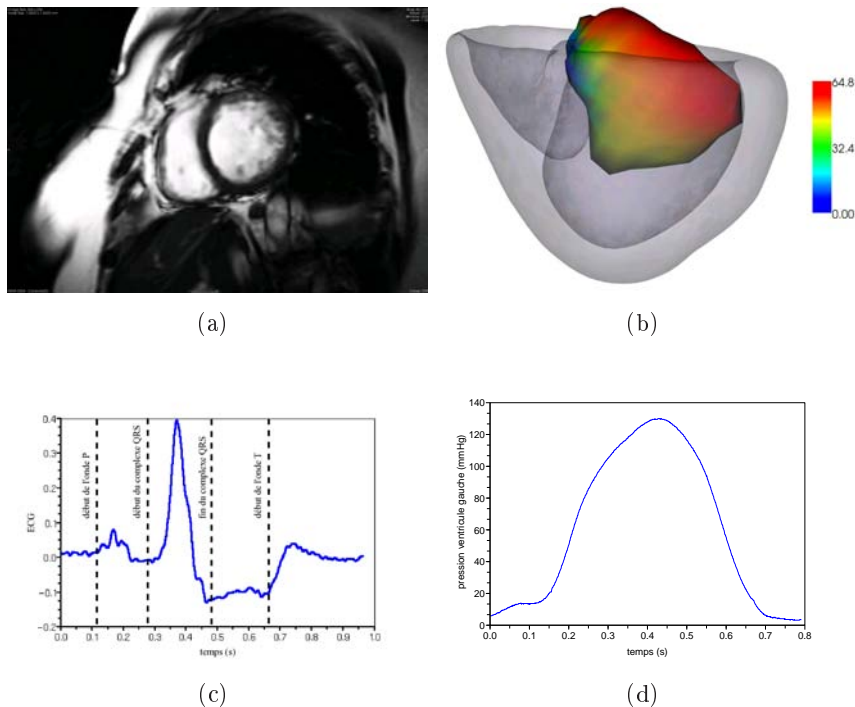 64.8
32.4
0.00
(a)
(b)
0.4
0.3
0.2
0.1
0.0
-0.1
-0.2
ECG
début de l'onde P
début du complexe QRS
fin du complexe QRS
début de l'onde T
0.0 0.1 0.2 0.3 0.4 0.5 0.6 0.7 0.8 0.9 1.0
temps (s)
140
120
100
80
60
40
20
0
pression ventricule gauche (mmHg)
0.0 0.1 0.2 0.3 0.4 0.5 0.6 0.7 0.8
temps (s)
(c)
(d)